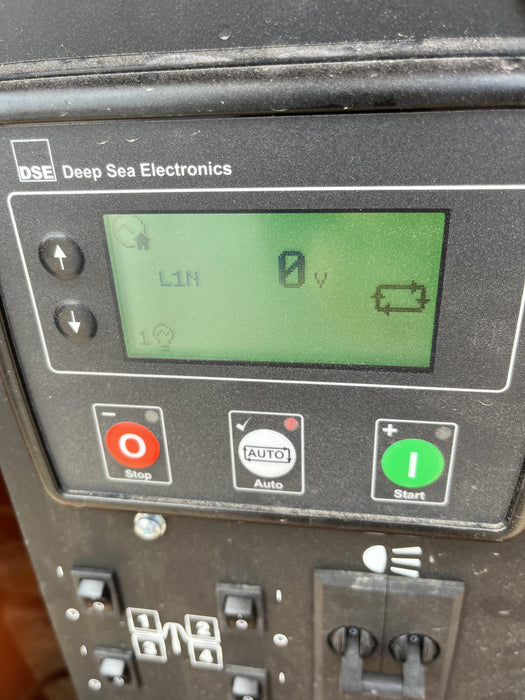 DSE Deep Sea Electronics
L1N 0 V
1
− AUTO +
O I
Stop Auto Start
1 2
3 4